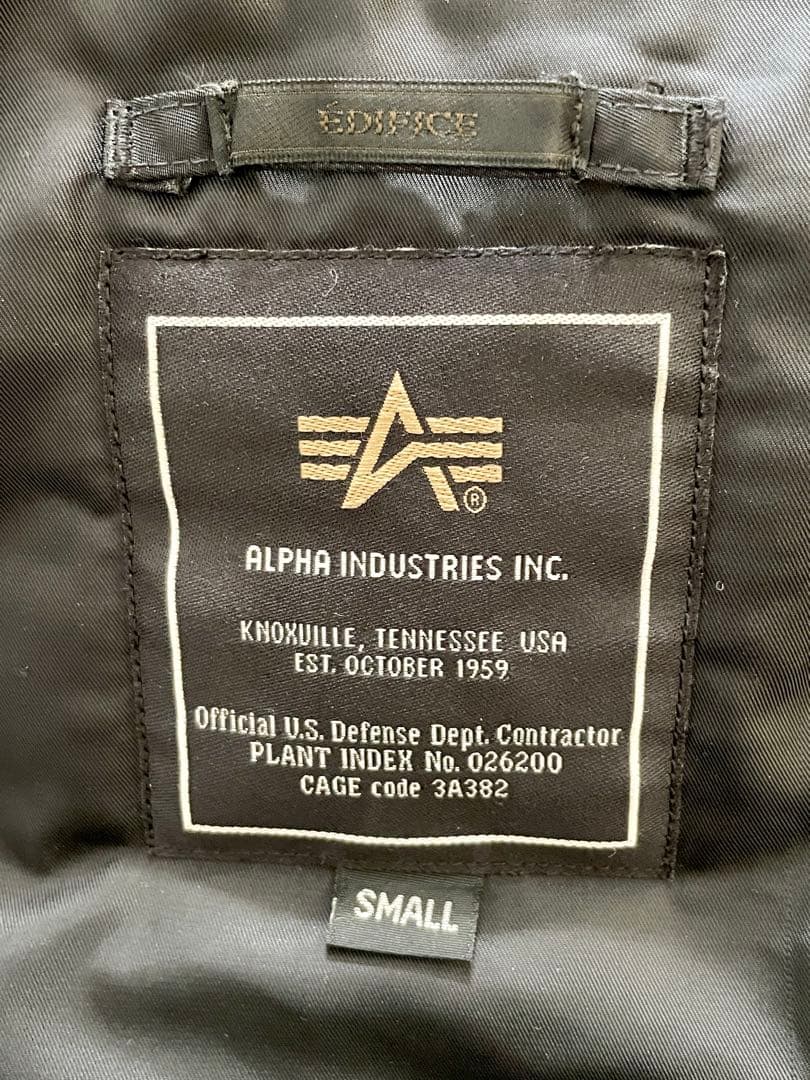 ÉDIFICE
®
ALPHA INDUSTRIES INC.
KNOXVILLE, TENNESSEE USA
EST. OCTOBER 1959
Official U.S. Defense Dept. Contractor
PLANT INDEX No. 026200
CAGE code 3A382
SMALL